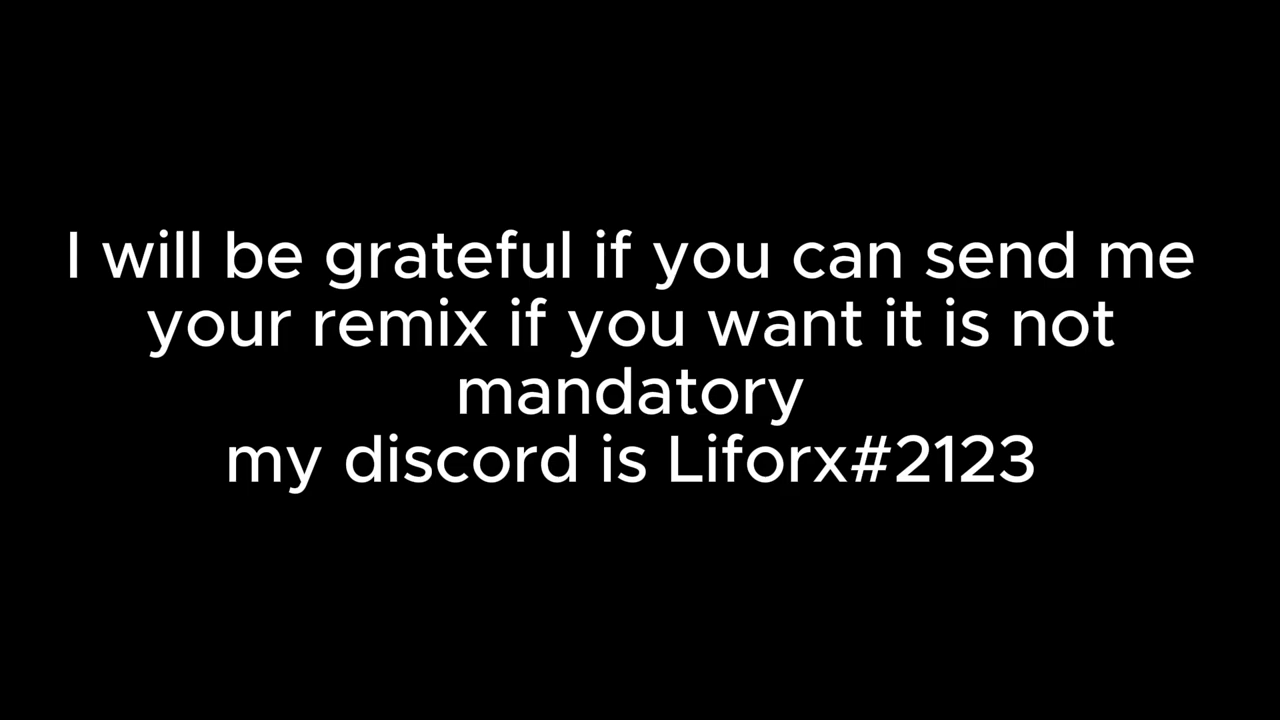 I will be grateful if you can send me
your remix if you want it is not
mandatory
my discord is Liforx#2123